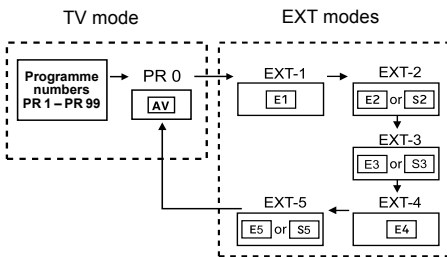 TV mode
EXT modes
Programme
numbers
PR 1 – PR 99
PR 0
AV
EXT-1
E1
EXT-2
E2 or S2
EXT-3
E3 or S3
EXT-4
E4
EXT-5
E5 or S5